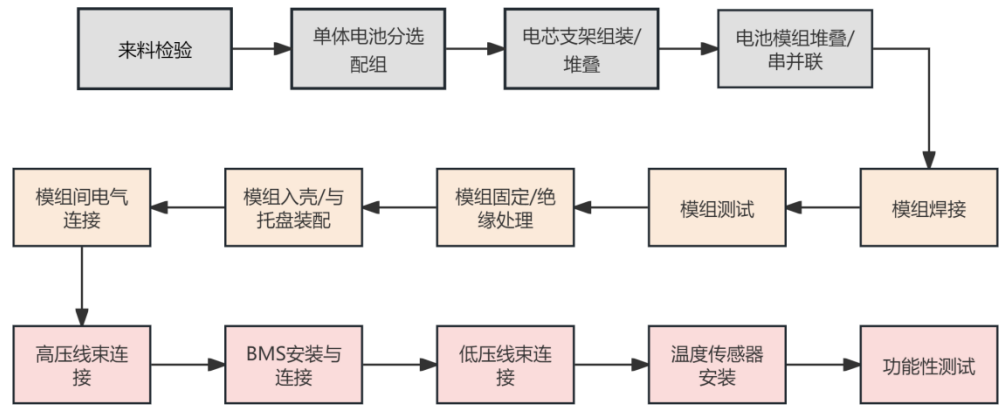 来料检验
单体电池分选
配组
电芯支架组装/
堆叠
电池模组堆叠/
串并联
模组焊接
模组测试
模组固定/绝
缘处理
模组入壳/与
托盘装配
模组间电气
连接
高压线束连
接
BMS安装与
连接
低压线束连
接
温度传感器
安装
功能性测试